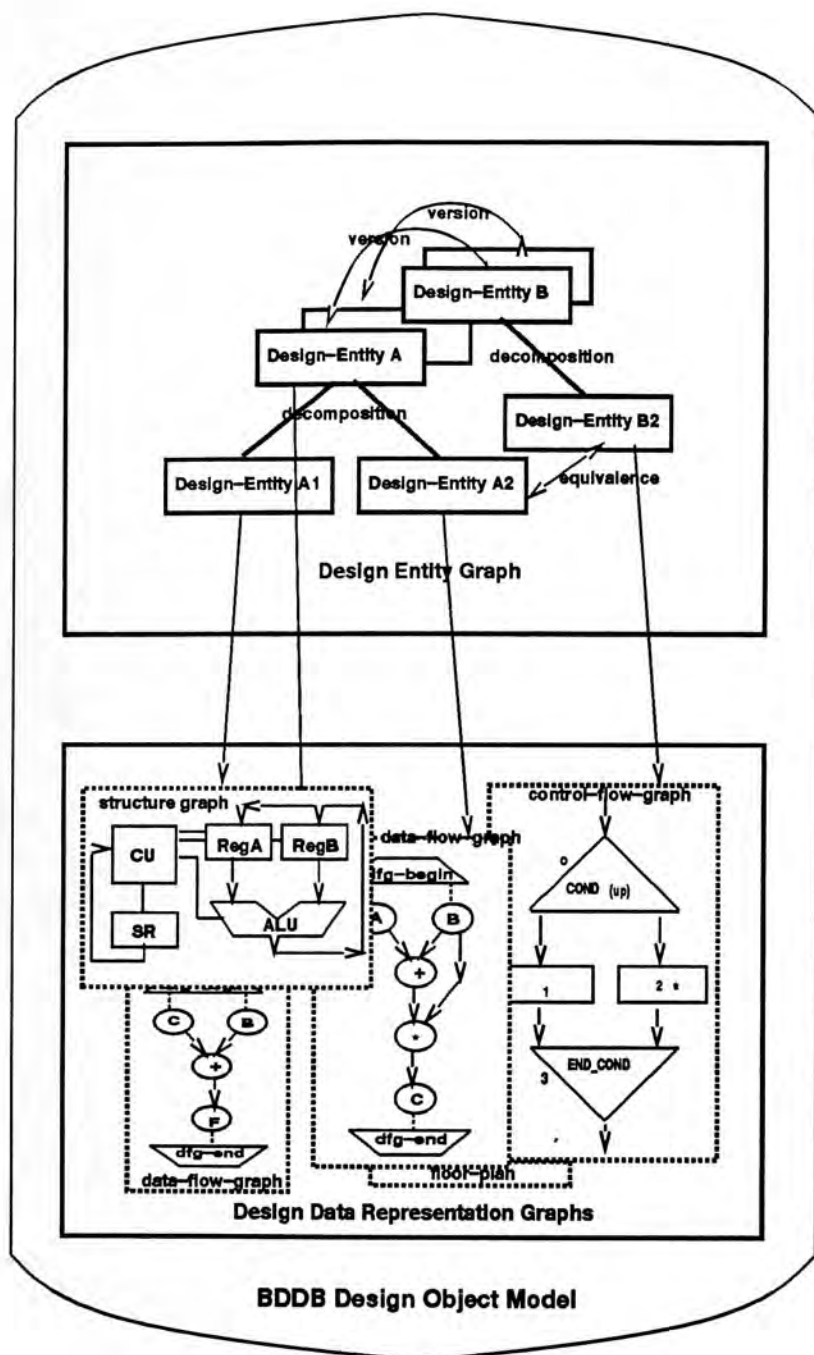 version
version
Design-Entity B
Design-Entity A
decomposition
decomposition
Design-Entity B2
Design-Entity A1
Design-Entity A2
equivalence
Design Entity Graph
structure graph
CU
RegA
RegB
SR
ALU
data-flow-graph
dfg-begin
A
B
+
*
C
dfg-end
control-flow-graph
COND (up)
1
2
END_COND
3
C
B
+
F
dfg-end
data-flow-graph
floor-plan
Design Data Representation Graphs
BDDB Design Object Model